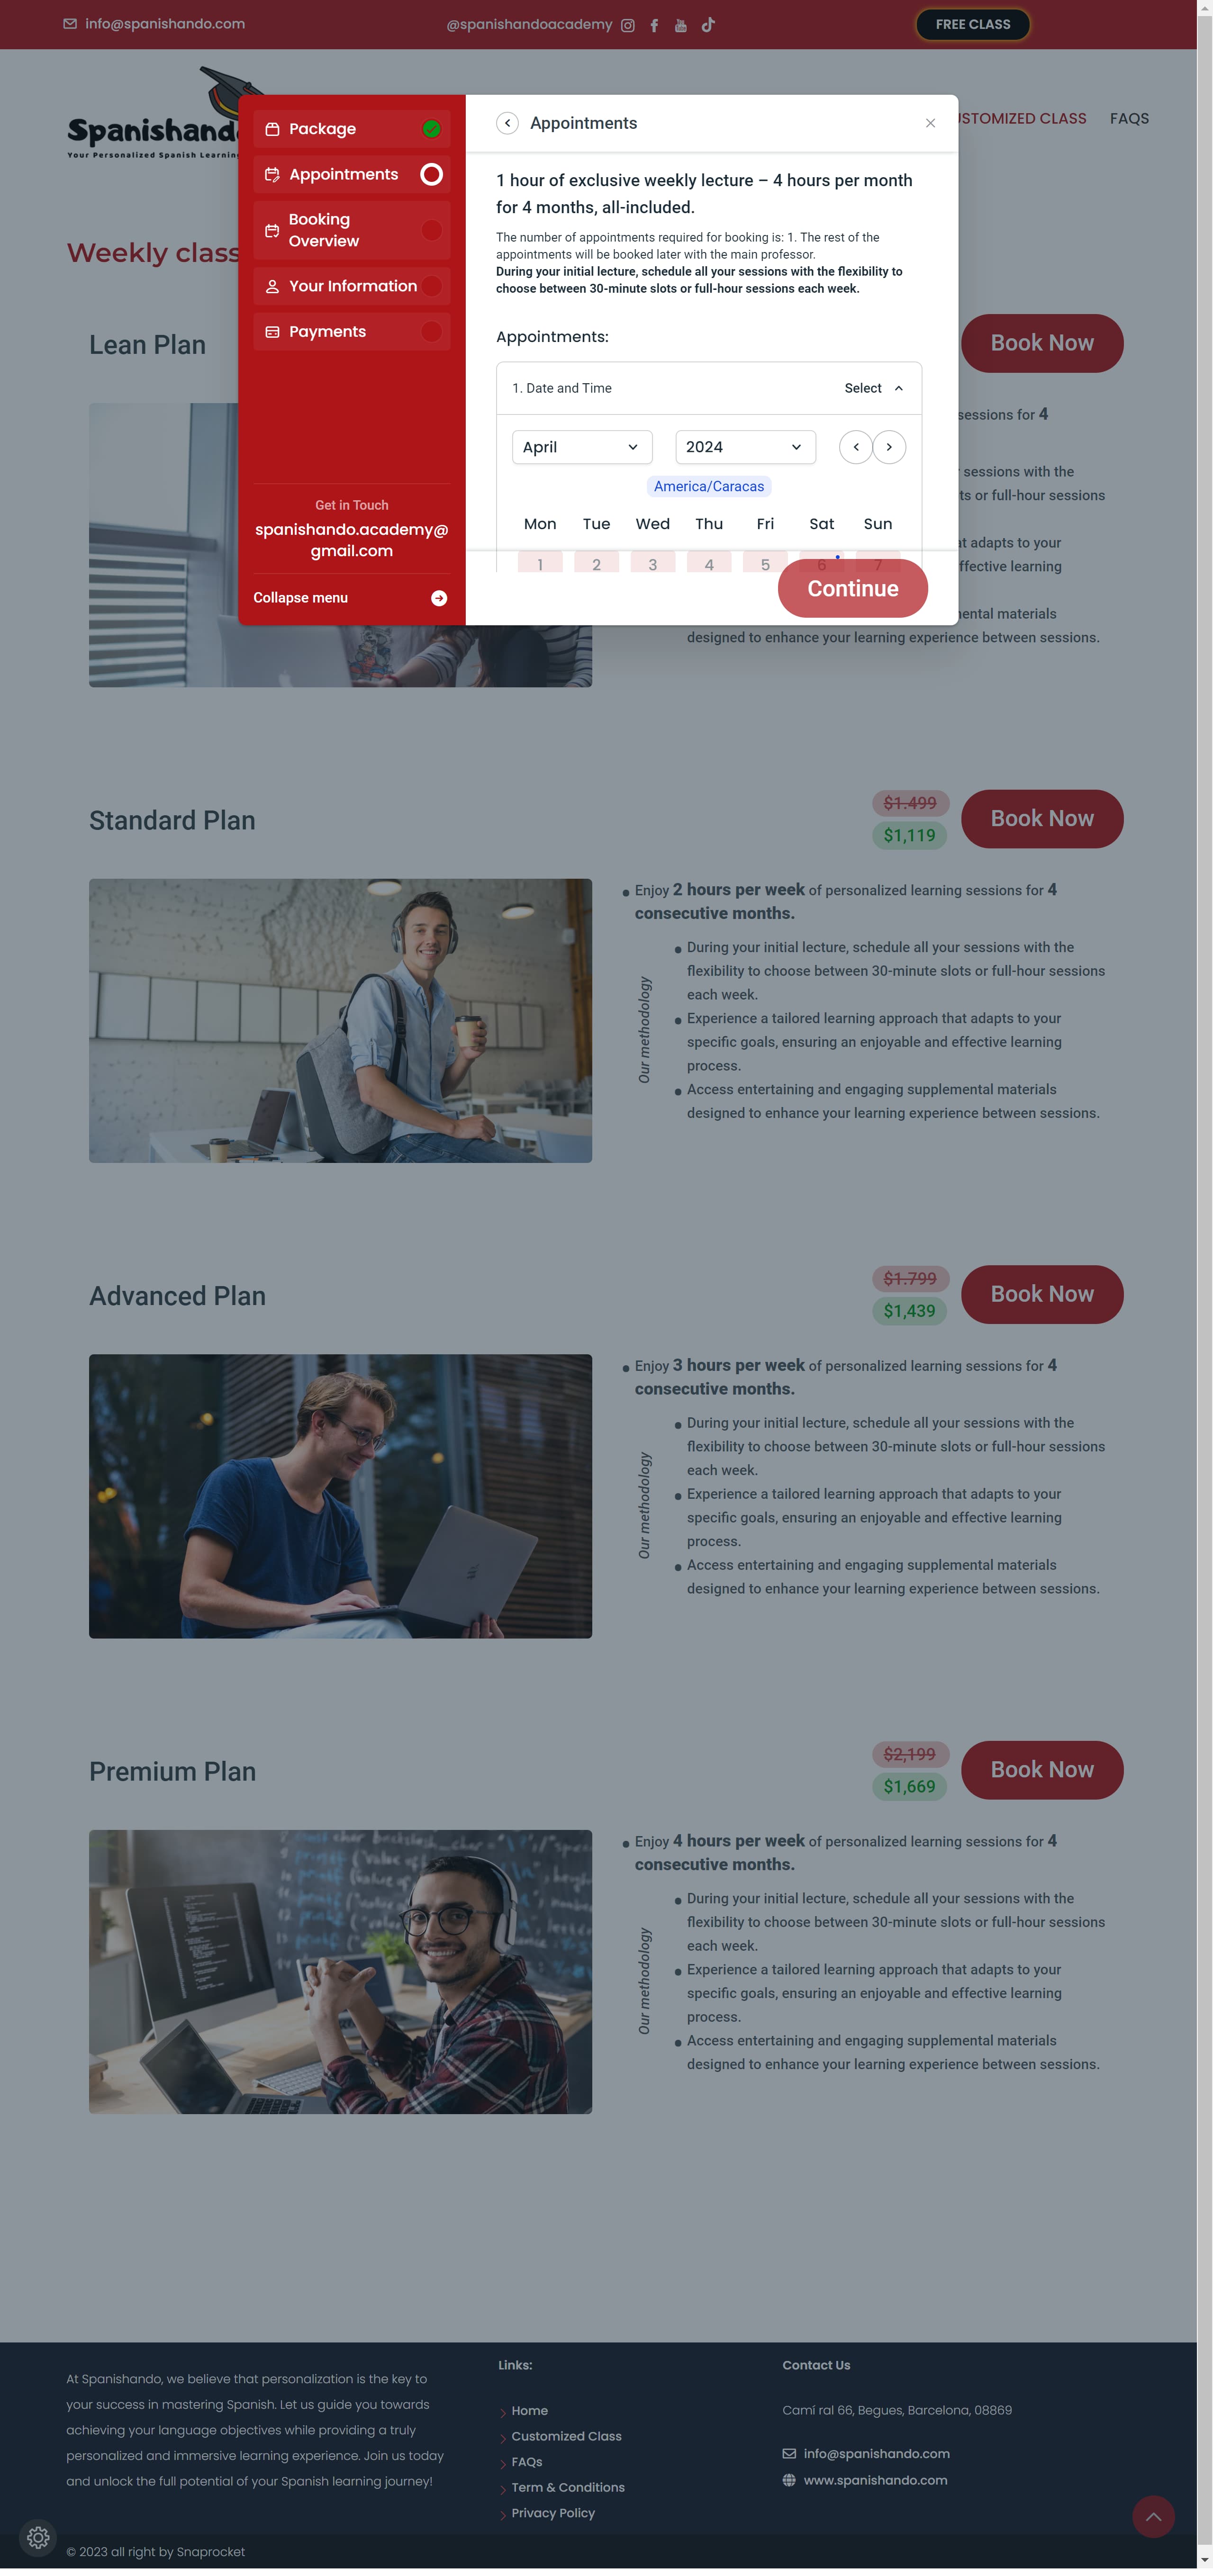 info@spanishando.com
@spanishandoacademy
FREE CLASS
Spanishando
Your Personalized Spanish
CLASS
FAQS
Weekly
Package
Appointments
Booking
Overview
Your Information
Payments
Get in Touch
spanishando.academy@
gmail.com
Collapse menu
Appointments
1 hour of exclusive weekly lecture – 4 hours per month
for 4 months, all-included.
The number of appointments required for booking is: 1. The rest of the
appointments will be booked later with the main professor.
During your initial lecture, schedule all your sessions with the flexibility to
choose between 30-minute slots or full-hour sessions each week.
Appointments:
1. Date and Time
Select
April
2024
America/Caracas
Mon Tue Wed Thu Fri Sat Sun
1 2 3 4 5 6 7
Continue
Lean Plan
Book Now
sessions for 4
sessions with the
or full-hour sessions
adapts to your
learning
materials
designed to enhance your learning experience between sessions.
Standard Plan
$1.499
$1,119
Book Now
Enjoy 2 hours per week of personalized learning sessions for 4
consecutive months.
Our methodology
During your initial lecture, schedule all your sessions with the
flexibility to choose between 30-minute slots or full-hour sessions
each week.
Experience a tailored learning approach that adapts to your
specific goals, ensuring an enjoyable and effective learning
process.
Access entertaining and engaging supplemental materials
designed to enhance your learning experience between sessions.
Advanced Plan
$1.799
$1,439
Book Now
Enjoy 3 hours per week of personalized learning sessions for 4
consecutive months.
Our methodology
During your initial lecture, schedule all your sessions with the
flexibility to choose between 30-minute slots or full-hour sessions
each week.
Experience a tailored learning approach that adapts to your
specific goals, ensuring an enjoyable and effective learning
process.
Access entertaining and engaging supplemental materials
designed to enhance your learning experience between sessions.
Premium Plan
$2,199
$1,669
Book Now
Enjoy 4 hours per week of personalized learning sessions for 4
consecutive months.
Our methodology
During your initial lecture, schedule all your sessions with the
flexibility to choose between 30-minute slots or full-hour sessions
each week.
Experience a tailored learning approach that adapts to your
specific goals, ensuring an enjoyable and effective learning
process.
Access entertaining and engaging supplemental materials
designed to enhance your learning experience between sessions.
At Spanishando, we believe that personalization is the key to
your success in mastering Spanish. Let us guide you towards
achieving your language objectives while providing a truly
personalized and immersive learning experience. Join us today
and unlock the full potential of your Spanish learning journey!
Links:
Home
Customized Class
FAQs
Term & Conditions
Privacy Policy
Contact Us
Camí ral 66, Begues, Barcelona, 08869
info@spanishando.com
www.spanishando.com
© 2023 all right by Snaprocket